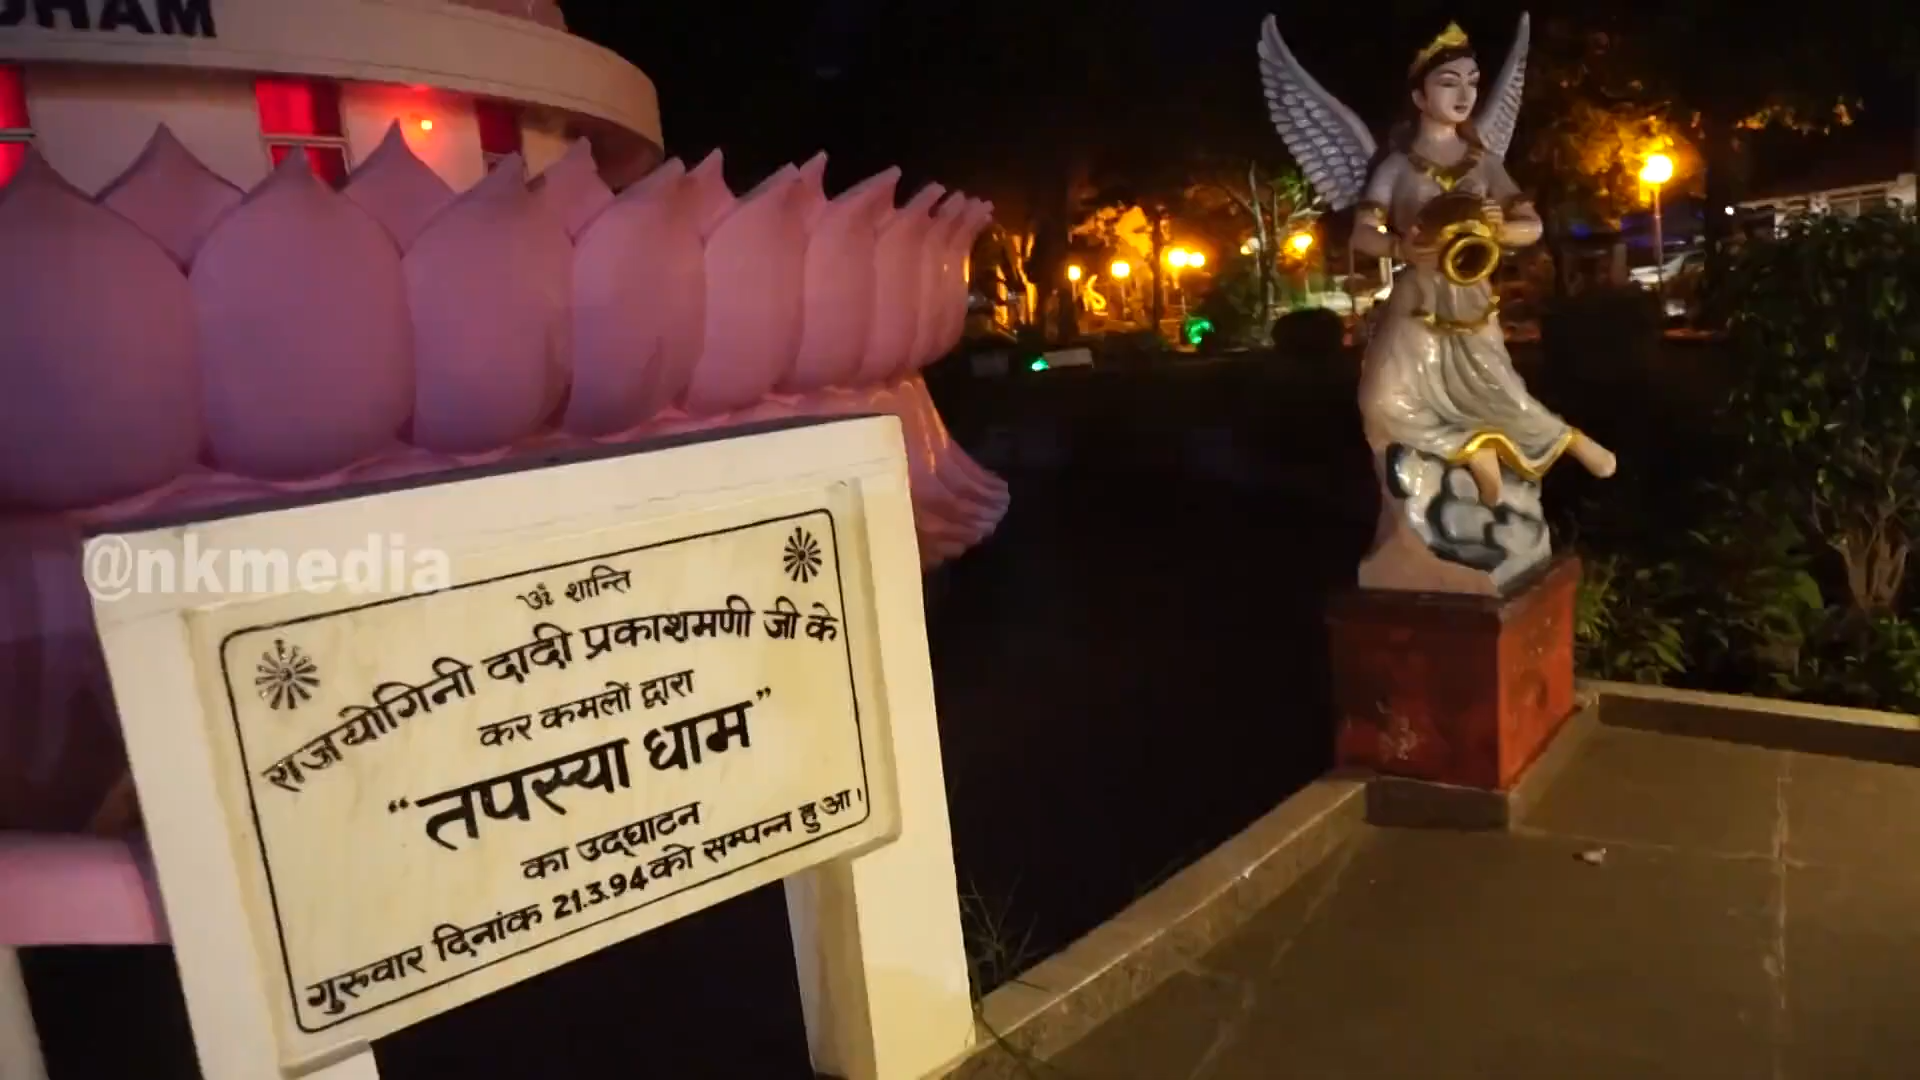 DHAM
@nkmedia
ॐ शान्ति
राजयोगिनी दादी प्रकाशमणी जी के
कर कमलों द्वारा
“तपस्या धाम”
का उद्घाटन
गुरुवार दिनांक 21.3.94 को सम्पन्न हुआ।